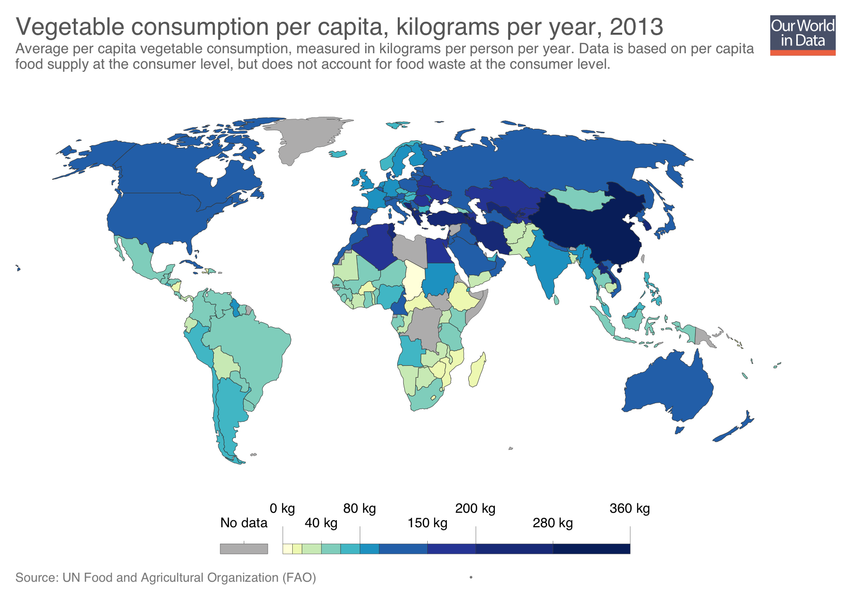 Vegetable consumption per capita, kilograms per year, 2013
Average per capita vegetable consumption, measured in kilograms per person per year. Data is based on per capita
food supply at the consumer level, but does not account for food waste at the consumer level.
Our World
in Data
0 kg 80 kg 200 kg 360 kg
No data 40 kg 150 kg 280 kg
Source: UN Food and Agricultural Organization (FAO)